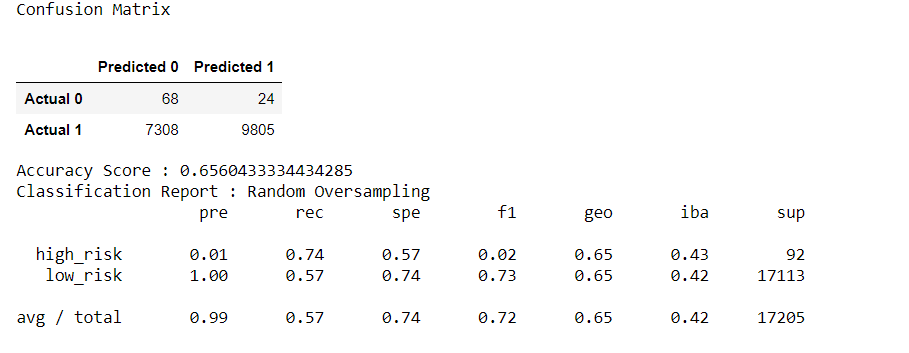 Confusion Matrix
Predicted 0 Predicted 1
Actual 0 68 24
Actual 1 7308 9805
Accuracy Score : 0.6560433334434285
Classification Report : Random Oversampling
pre rec spe f1 geo iba sup
high_risk 0.01 0.74 0.57 0.02 0.65 0.43 92
low_risk 1.00 0.57 0.74 0.73 0.65 0.42 17113
avg / total 0.99 0.57 0.74 0.72 0.65 0.42 17205